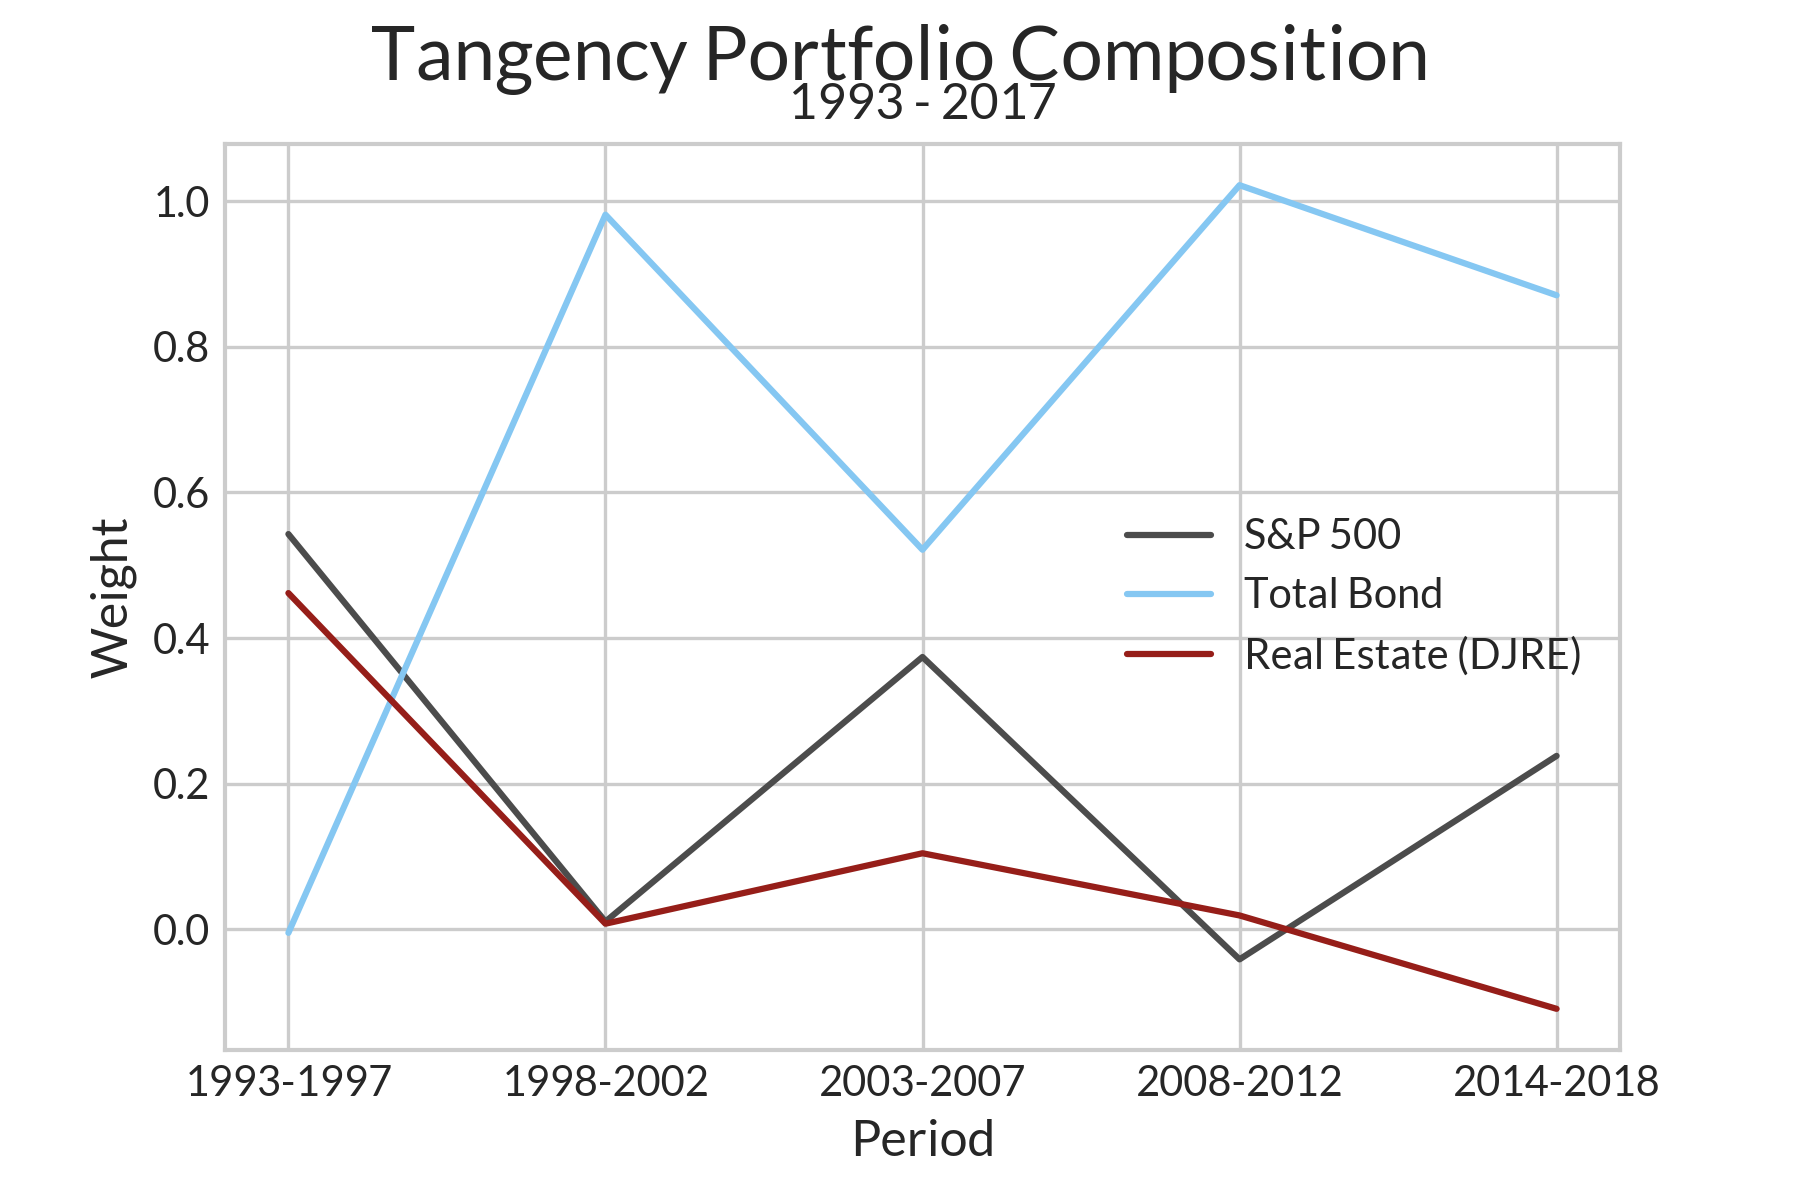 Tangency Portfolio Composition
1993 - 2017
1.0
0.8
0.6
0.4
0.2
0.0
Weight
S&P 500
Total Bond
Real Estate (DJRE)
1993-1997 1998-2002 2003-2007 2008-2012 2014-2018
Period